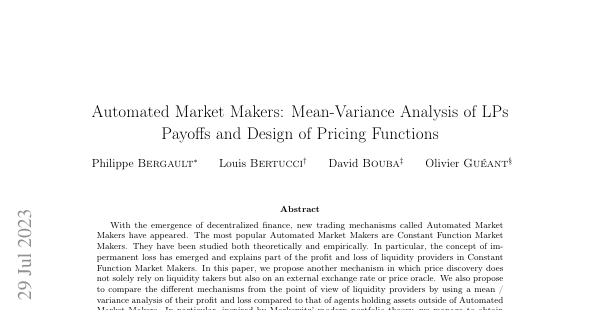 Automated Market Makers: Mean-Variance Analysis of LPs
Payoffs and Design of Pricing Functions
Philippe BERGAULT* Louis BERTUCCI† David BOUBA‡ Olivier GUÉANT§
Abstract
With the emergence of decentralized finance, new trading mechanisms called Automated Market
Makers have appeared. The most popular Automated Market Makers are Constant Function Market
Makers. They have been studied both theoretically and empirically. In particular, the concept of im-
permanent loss has emerged and explains part of the profit and loss of liquidity providers in Constant
Function Market Makers. In this paper, we propose another mechanism in which price discovery does
not solely rely on liquidity takers but also on an external exchange rate or price oracle. We also propose
to compare the different mechanisms from the point of view of liquidity providers by using a mean /
variance analysis of their profit and loss compared to that of agents holding assets outside of Automated
Market Makers. In particular, inspired by Markowitz' modern portfolio theory, we manage to obtain
29 Jul 2023